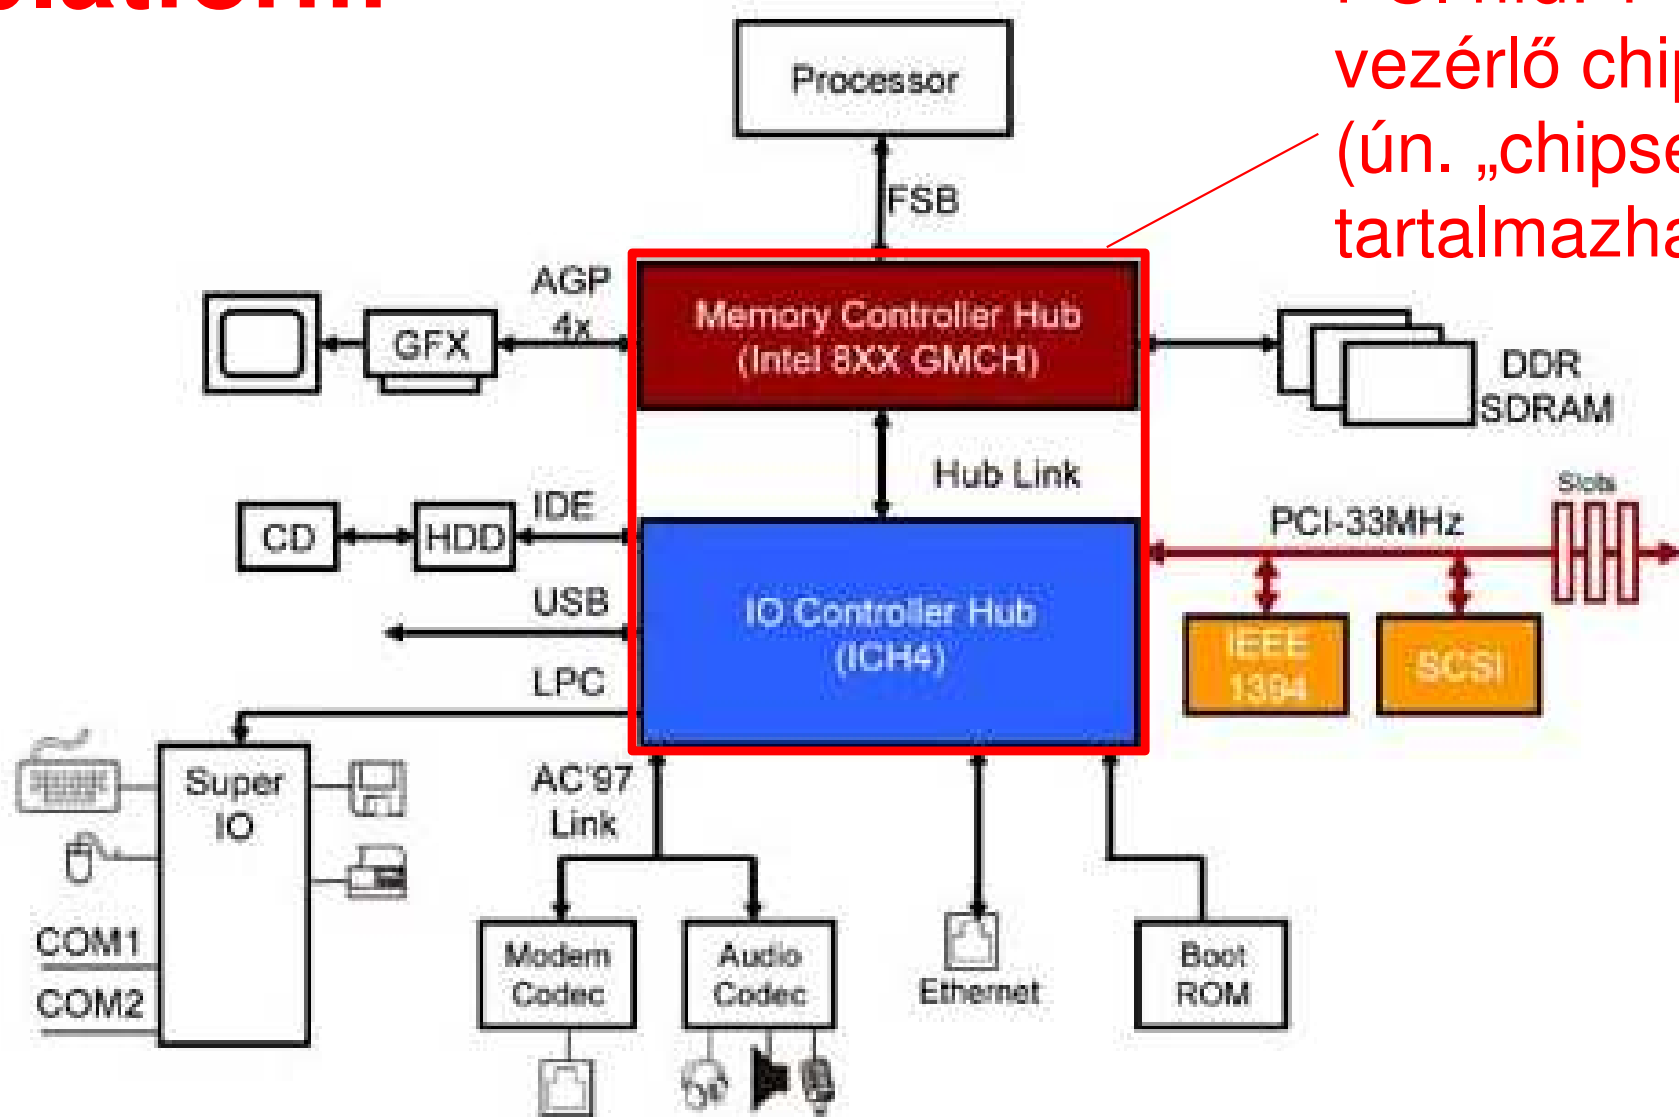 platform
vezérlő chip
(ún. „chipse
tartalmazha
Processor
FSB
AGP
4x
GFX
Memory Controller Hub
(Intel 8XX GMCH)
DDR
SDRAM
Hub Link
CD
HDD
IDE
USB
LPC
IO Controller Hub
(ICH4)
PCI-33MHz
Slots
IEEE
1394
SCSI
Super
IO
COM1
COM2
AC'97
Link
Modem
Codec
Audio
Codec
Ethernet
Boot
ROM